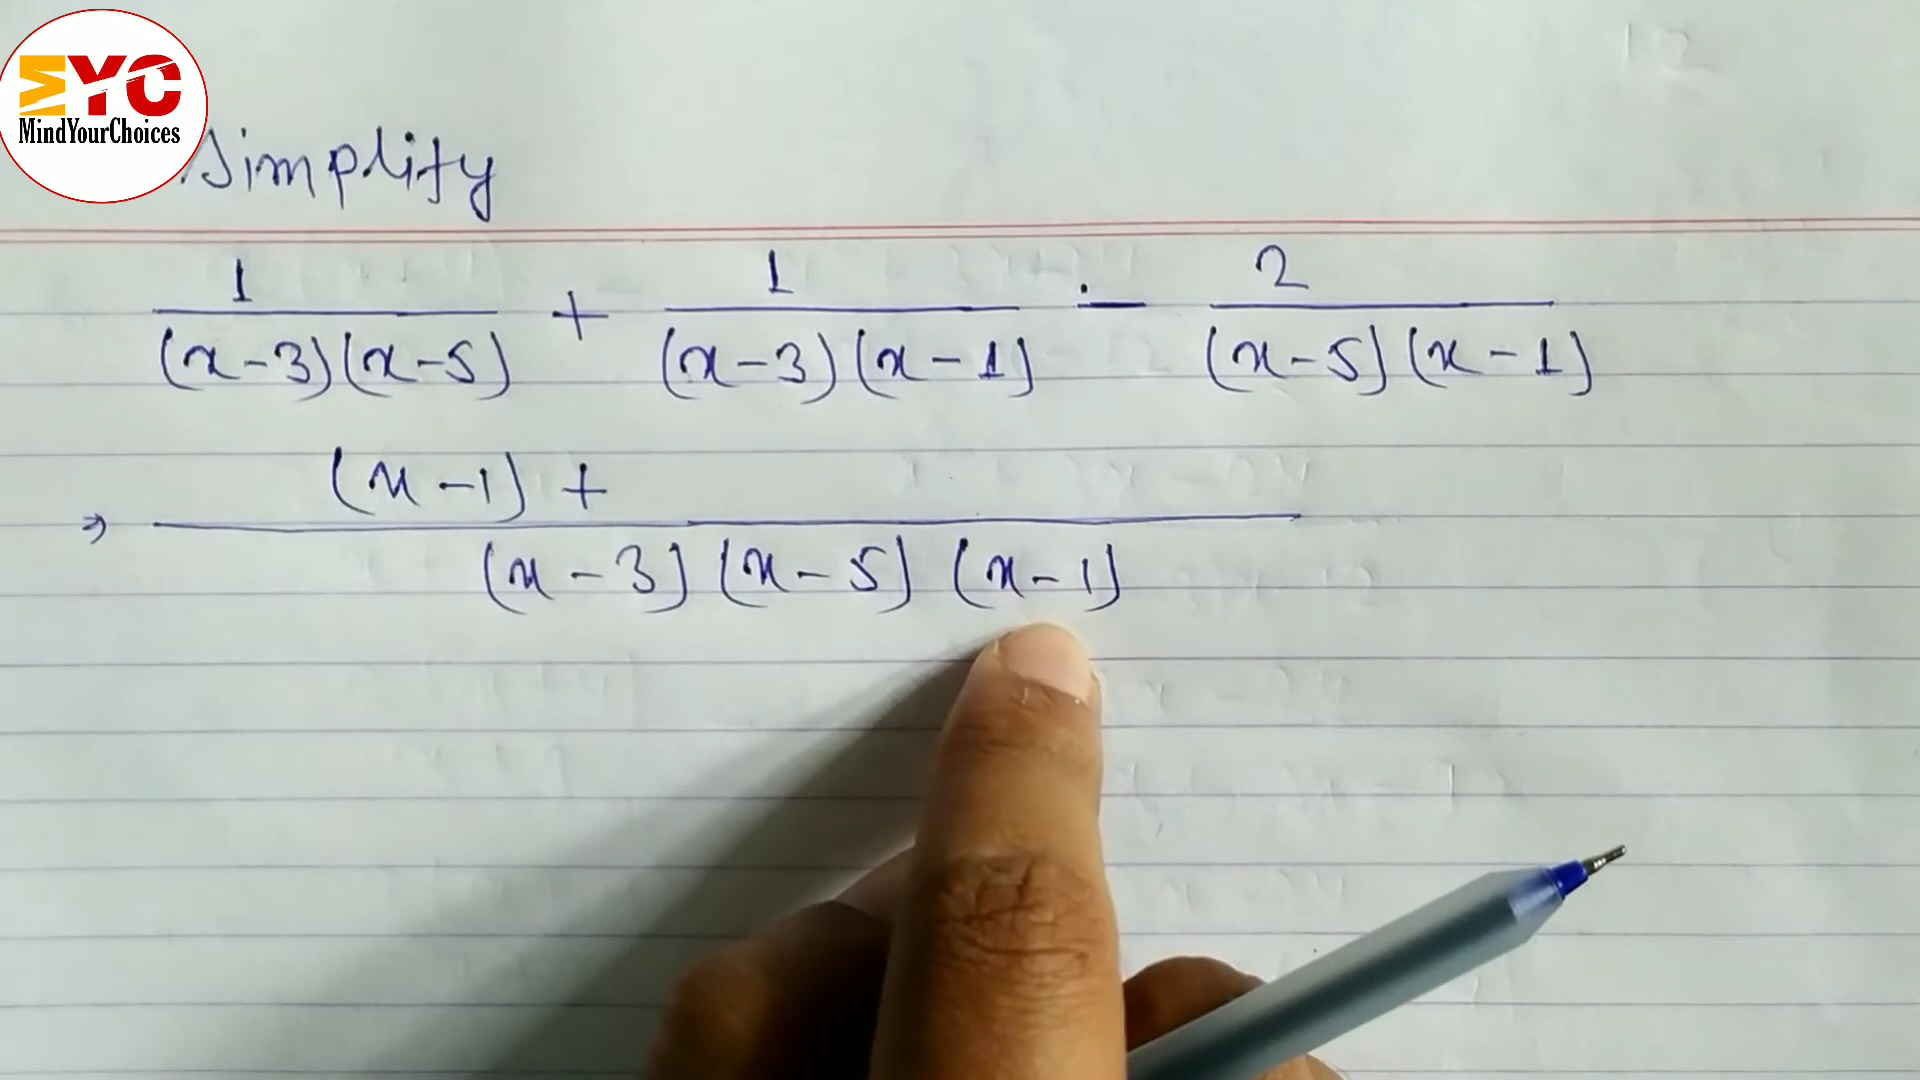 MYC
MindYourChoices
Simplify
1/((x-3)(x-5)) + 1/((x-3)(x-1)) - 2/((x-5)(x-1))
⇒ ((x-1) +)/((x-3)(x-5)(x-1))